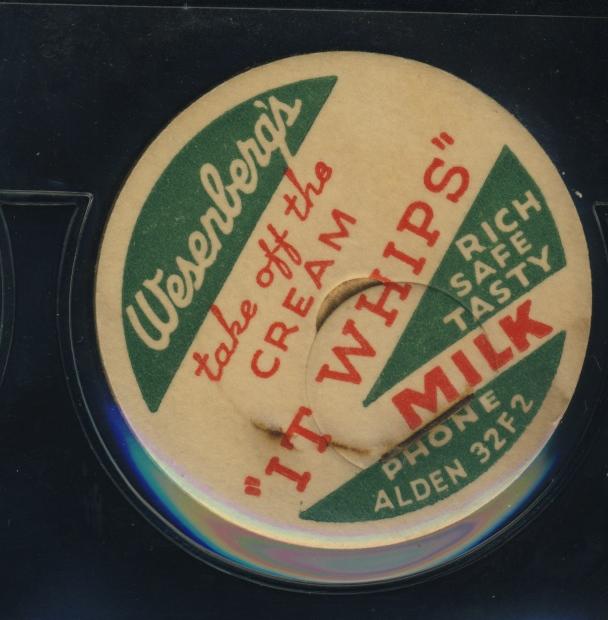 Wesenberg's
take off the
CREAM
"IT WHIPS"
RICH
SAFE
TASTY
MILK
PHONE
ALDEN 32F2